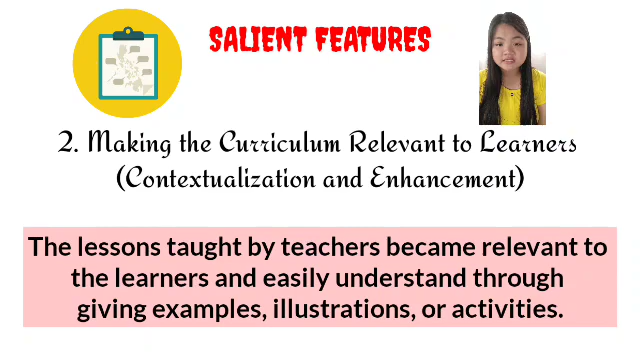 SALIENT FEATURES
2. Making the Curriculum Relevant to Learners
(Contextualization and Enhancement)
The lessons taught by teachers became relevant to
the learners and easily understand through
giving examples, illustrations, or activities.